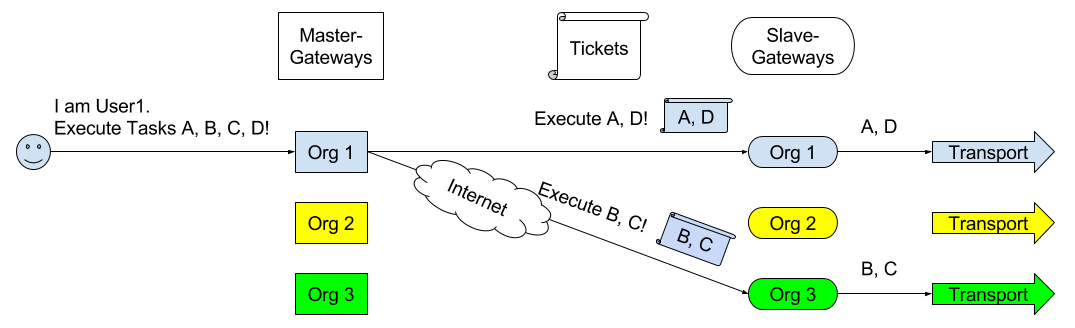 Master-
Gateways
Tickets
Slave-
Gateways
I am User1.
Execute Tasks A, B, C, D!
Execute A, D!
A, D
A, D
Org 1
Org 1
Transport
Internet
Execute B, C!
B, C
Org 2
Org 2
Transport
B, C
Org 3
Org 3
Transport